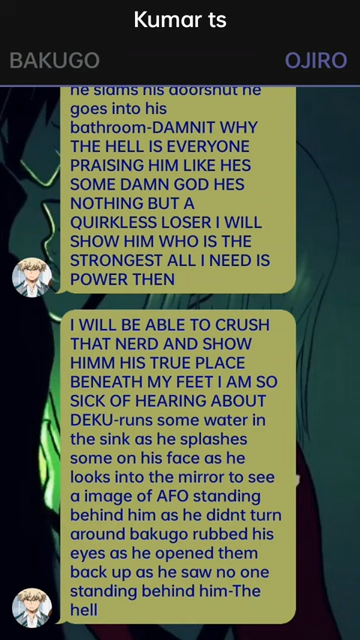 Kumar ts
BAKUGO
OJIRO
he slams his doorshut he
goes into his
bathroom-DAMNIT WHY
THE HELL IS EVERYONE
PRAISING HIM LIKE HES
SOME DAMN GOD HES
NOTHING BUT A
QUIRKLESS LOSER I WILL
SHOW HIM WHO IS THE
STRONGEST ALL I NEED IS
POWER THEN
I WILL BE ABLE TO CRUSH
THAT NERD AND SHOW
HIMM HIS TRUE PLACE
BENEATH MY FEET I AM SO
SICK OF HEARING ABOUT
DEKU-runs some water in
the sink as he splashes
some on his face as he
looks into the mirror to see
a image of AFO standing
behind him as he didnt turn
around bakugo rubbed his
eyes as he opened them
back up as he saw no one
standing behind him-The
hell